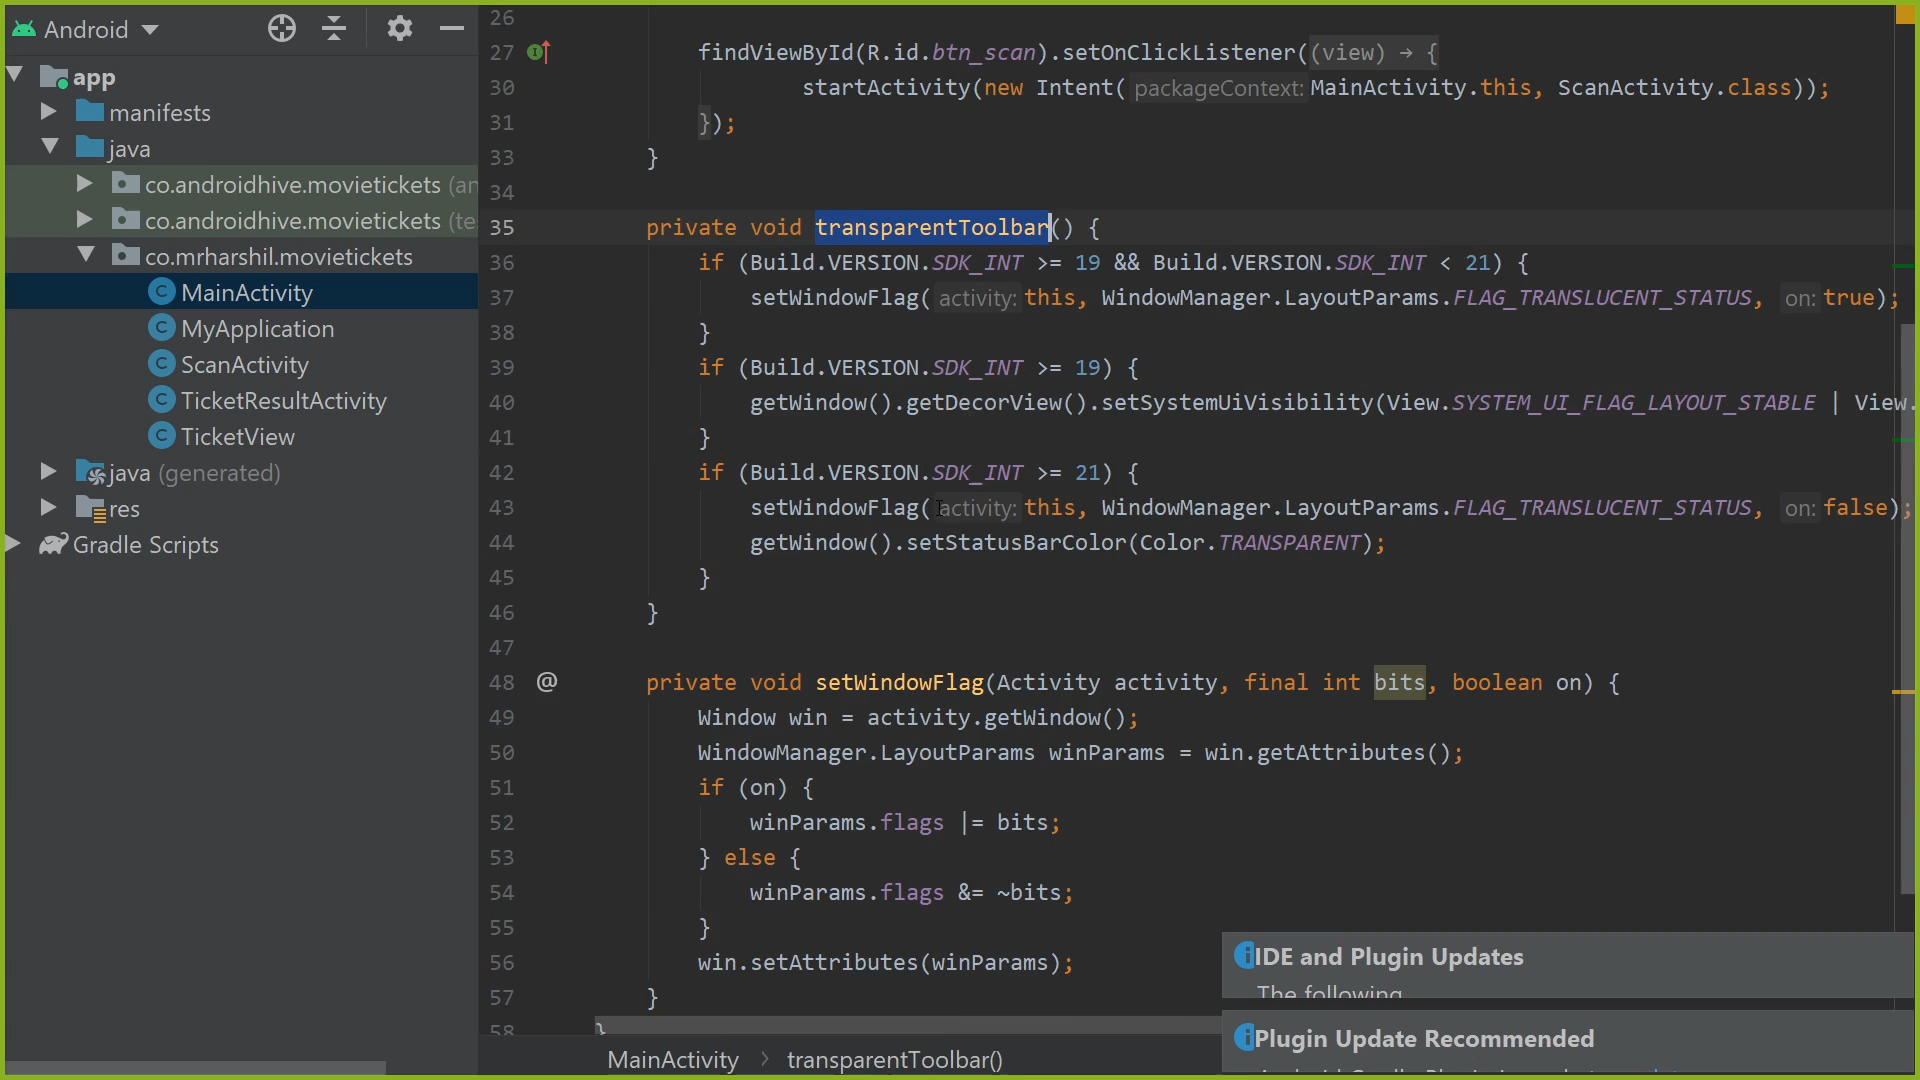 Android
app
manifests
java
co.androidhive.movietickets (an
co.androidhive.movietickets (te
co.mrharshil.movietickets
MainActivity
MyApplication
ScanActivity
TicketResultActivity
TicketView
java (generated)
res
Gradle Scripts
26
27 findViewById(R.id.btn_scan).setOnClickListener((view) → {
30 startActivity(new Intent( packageContext: MainActivity.this, ScanActivity.class));
31 });
33 }
34
35 private void transparentToolbar() {
36 if (Build.VERSION.SDK_INT >= 19 && Build.VERSION.SDK_INT < 21) {
37 setWindowFlag( activity: this, WindowManager.LayoutParams.FLAG_TRANSLUCENT_STATUS, on: true);
38 }
39 if (Build.VERSION.SDK_INT >= 19) {
40 getWindow().getDecorView().setSystemUiVisibility(View.SYSTEM_UI_FLAG_LAYOUT_STABLE | View.
41 }
42 if (Build.VERSION.SDK_INT >= 21) {
43 setWindowFlag( activity: this, WindowManager.LayoutParams.FLAG_TRANSLUCENT_STATUS, on: false);
44 getWindow().setStatusBarColor(Color.TRANSPARENT);
45 }
46 }
47
48 @ private void setWindowFlag(Activity activity, final int bits, boolean on) {
49 Window win = activity.getWindow();
50 WindowManager.LayoutParams winParams = win.getAttributes();
51 if (on) {
52 winParams.flags |= bits;
53 } else {
54 winParams.flags &= ~bits;
55 }
56 win.setAttributes(winParams);
57 }
58 }
MainActivity > transparentToolbar()
IDE and Plugin Updates
The following
Plugin Update Recommended